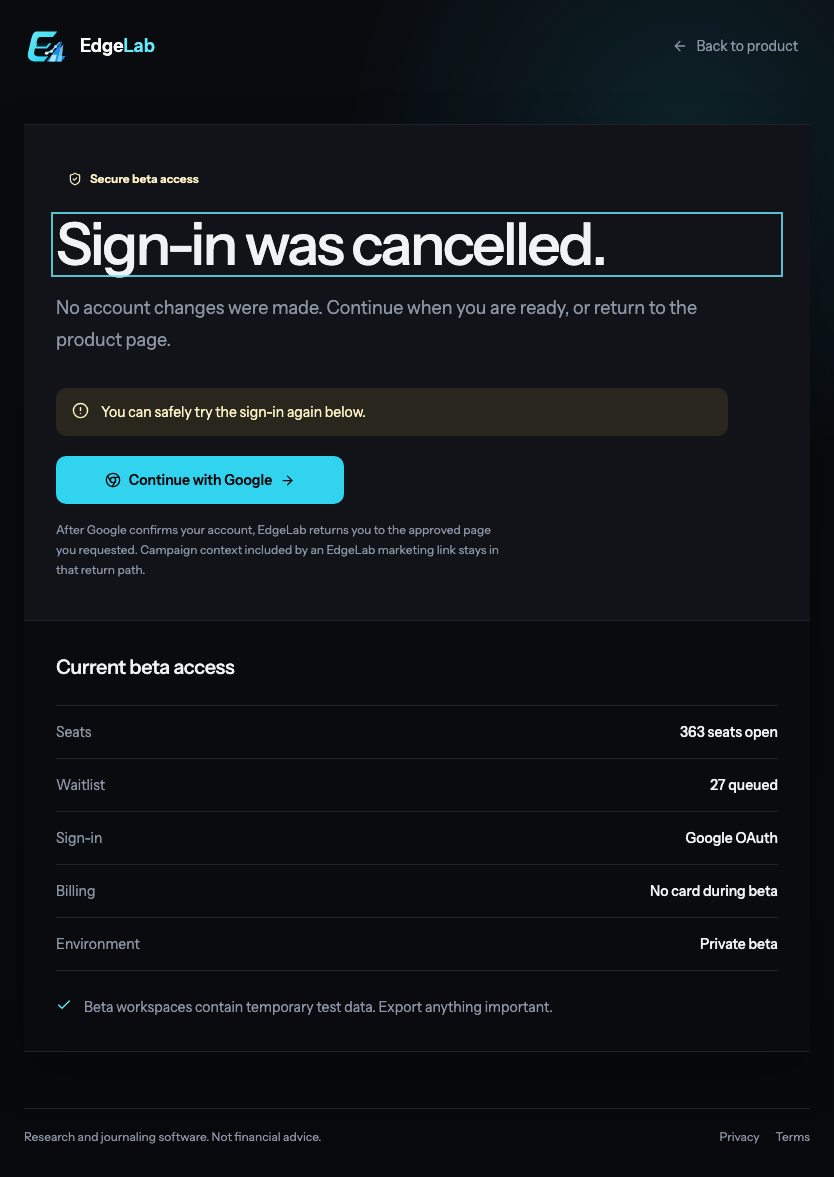 EdgeLab
Back to product
Secure beta access
Sign-in was cancelled.
No account changes were made. Continue when you are ready, or return to the
product page.
You can safely try the sign-in again below.
Continue with Google
After Google confirms your account, EdgeLab returns you to the approved page
you requested. Campaign context included by an EdgeLab marketing link stays in
that return path.
Current beta access
Seats 363 seats open
Waitlist 27 queued
Sign-in Google OAuth
Billing No card during beta
Environment Private beta
Beta workspaces contain temporary test data. Export anything important.
Research and journaling software. Not financial advice. Privacy Terms